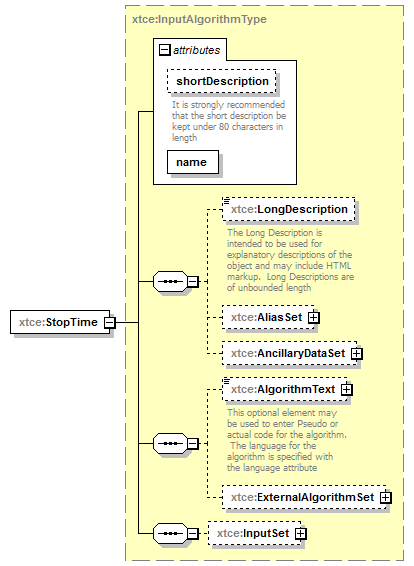 xtce:InputAlgorithmType
attributes
shortDescription
It is strongly recommended
that the short description be
kept under 80 characters in
length
name
xtce:LongDescription
The Long Description is
intended to be used for
explanatory descriptions of the
object and may include HTML
markup.  Long Descriptions are
of unbounded length
xtce:StopTime
xtce:AliasSet
xtce:AncillaryDataSet
xtce:AlgorithmText
This optional element may
be used to enter Pseudo or
actual code for the algorithm.
The language for the
algorithm is specified with
the language attribute
xtce:ExternalAlgorithmSet
xtce:InputSet